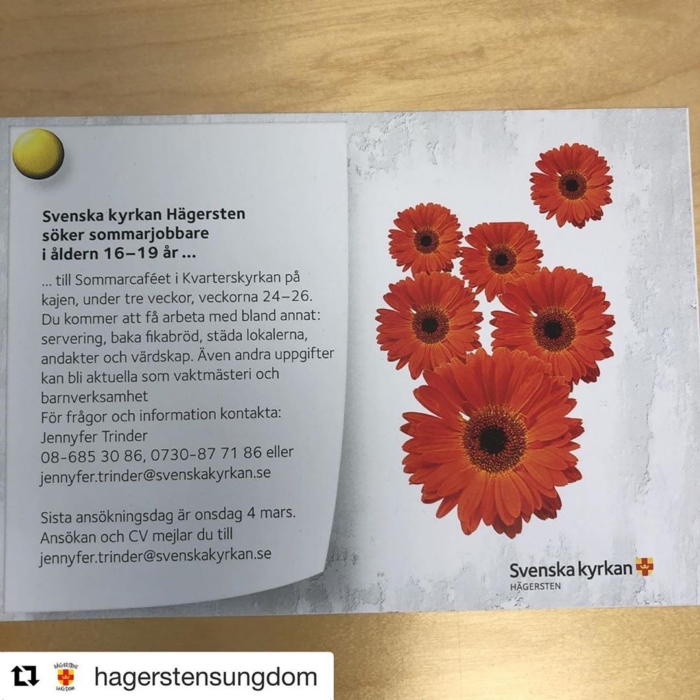 Svenska kyrkan Hägersten
söker sommarjobbare
i åldern 16–19 år ...
... till Sommarcaféet i Kvarterskyrkan på
kajen, under tre veckor, veckorna 24–26.
Du kommer att få arbeta med bland annat:
servering, baka fikabröd, städa lokalerna,
andakter och värdskap. Även andra uppgifter
kan bli aktuella som vaktmästeri och
barnverksamhet
För frågor och information kontakta:
Jennyfer Trinder
08-685 30 86, 0730-87 71 86 eller
jennyfer.trinder@svenskakyrkan.se
Sista ansökningsdag är onsdag 4 mars.
Ansökan och CV mejlar du till
jennyfer.trinder@svenskakyrkan.se
Svenska kyrkan
HÄGERSTEN
HÄGERSTENS
UNGDOM
hagerstensungdom